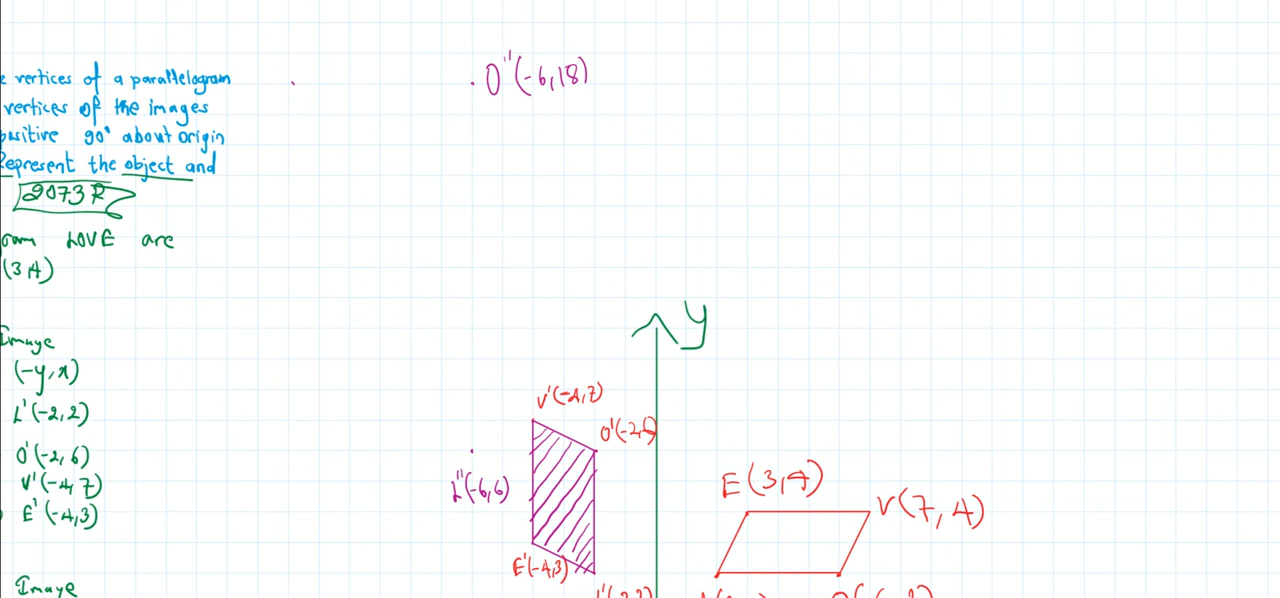 vertices of a parallelogram
vertices of the images
positive 90° about origin
Represent the object and
2073 R
LOVE are
(3,4)
Image
(-y,x)
L'(-2,2)
O'(-2,6)
V'(-4,7)
E'(-4,3)
Image
O''(-6,18)
y
V'(-4,7)
O'(-2,6)
L''(-6,6)
E'(-4,3)
E(3,4)
V(7,4)